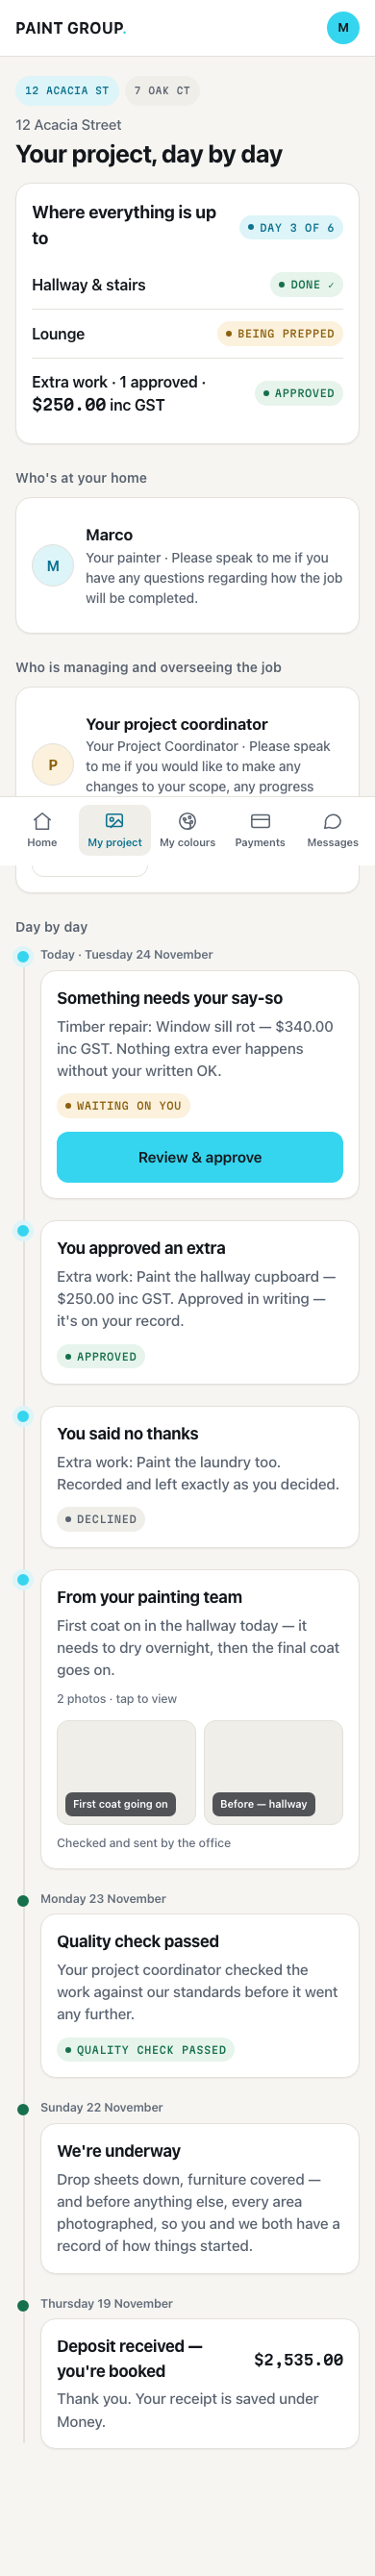 PAINT GROUP.
M
12 ACACIA ST
7 OAK CT
12 Acacia Street
Your project, day by day
Where everything is up
to
DAY 3 OF 6
Hallway & stairs
DONE ✓
Lounge
BEING PREPPED
Extra work · 1 approved ·
$250.00 inc GST
APPROVED
Who's at your home
M
Marco
Your painter · Please speak to me if you
have any questions regarding how the job
will be completed.
Who is managing and overseeing the job
P
Your project coordinator
Your Project Coordinator · Please speak
to me if you would like to make any
changes to your scope, any progress
Home
My project
My colours
Payments
Messages
Day by day
Today · Tuesday 24 November
Something needs your say-so
Timber repair: Window sill rot — $340.00
inc GST. Nothing extra ever happens
without your written OK.
WAITING ON YOU
Review & approve
You approved an extra
Extra work: Paint the hallway cupboard —
$250.00 inc GST. Approved in writing —
it's on your record.
APPROVED
You said no thanks
Extra work: Paint the laundry too.
Recorded and left exactly as you decided.
DECLINED
From your painting team
First coat on in the hallway today — it
needs to dry overnight, then the final coat
goes on.
2 photos · tap to view
First coat going on
Before — hallway
Checked and sent by the office
Monday 23 November
Quality check passed
Your project coordinator checked the
work against our standards before it went
any further.
QUALITY CHECK PASSED
Sunday 22 November
We're underway
Drop sheets down, furniture covered —
and before anything else, every area
photographed, so you and we both have a
record of how things started.
Thursday 19 November
Deposit received —
you're booked
$2,535.00
Thank you. Your receipt is saved under
Money.